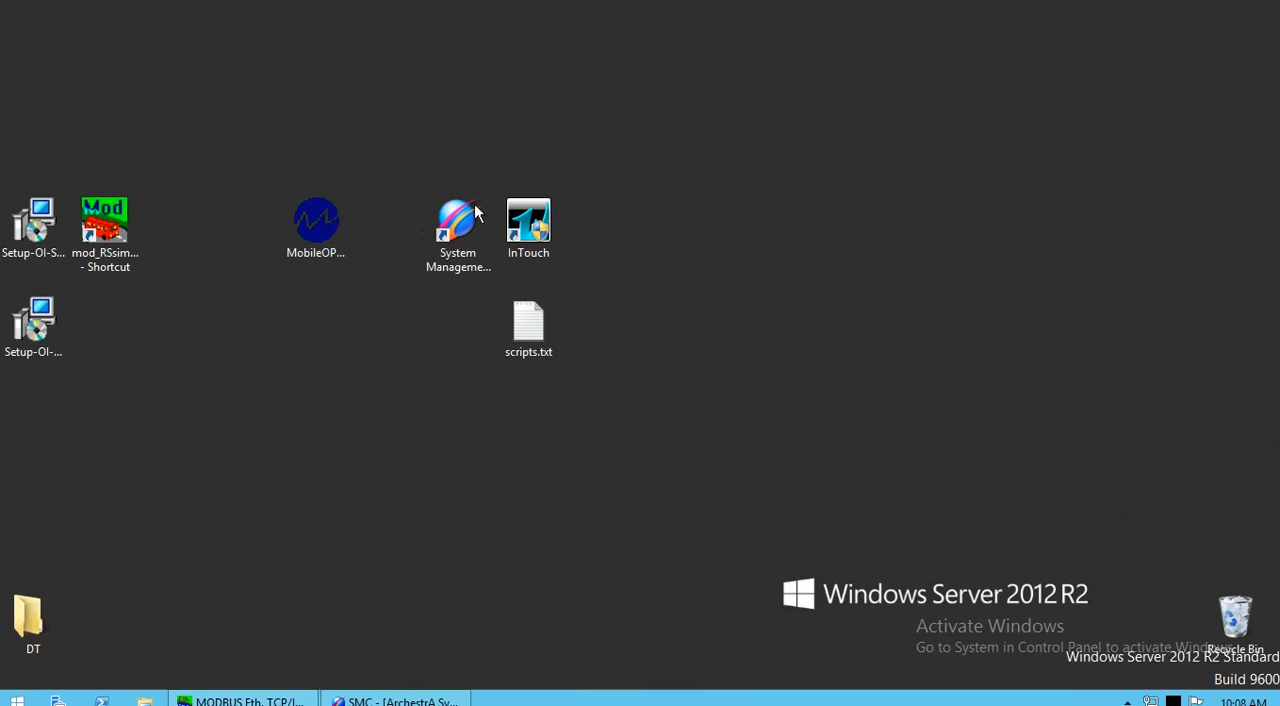 Mod
Setup-OI-S...
mod_RSsim...
- Shortcut
MobileOP...
System
Manageme...
InTouch
Setup-OI-...
scripts.txt
DT
Windows Server 2012 R2
Activate Windows
Go to System in Control Panel to activate Windows.
Recycle Bin
Windows Server 2012 R2 Standard
Build 9600
MODBUS Eth. TCP/I...
SMC - [ArchestrA Sy...
10:08 AM